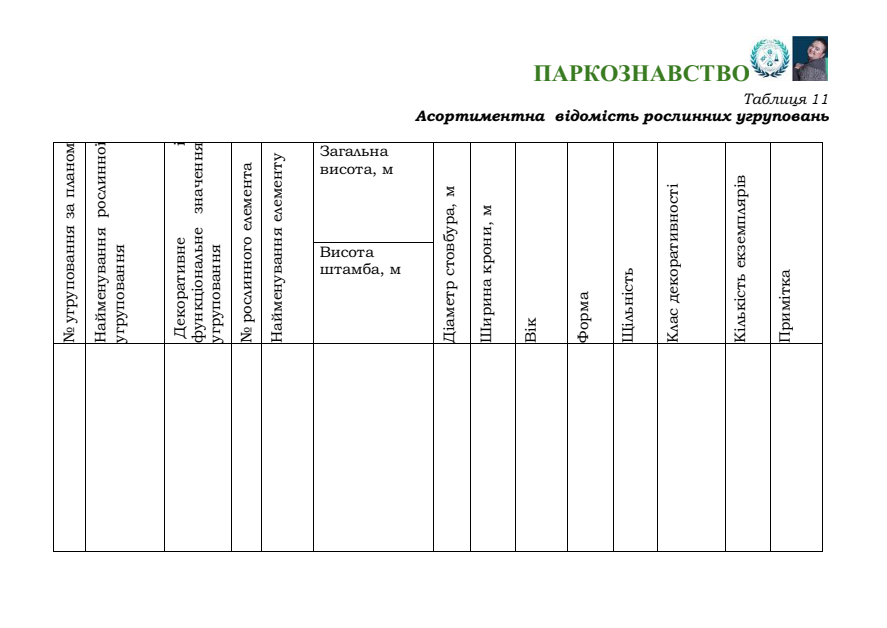 ПАРКОЗНАВСТВО
Таблиця 11
Асортиментна відомість рослинних угруповань
№ угруповання за планом
Найменування рослинної
угруповання
Декоративне і
функціональне значення
угруповання
№ рослинного елемента
Найменування елементу
Загальна
висота, м
Висота
штамба, м
Діаметр стовбура, м
Ширина крони, м
Вік
Форма
Щільність
Клас декоративності
Кількість екземплярів
Примітка